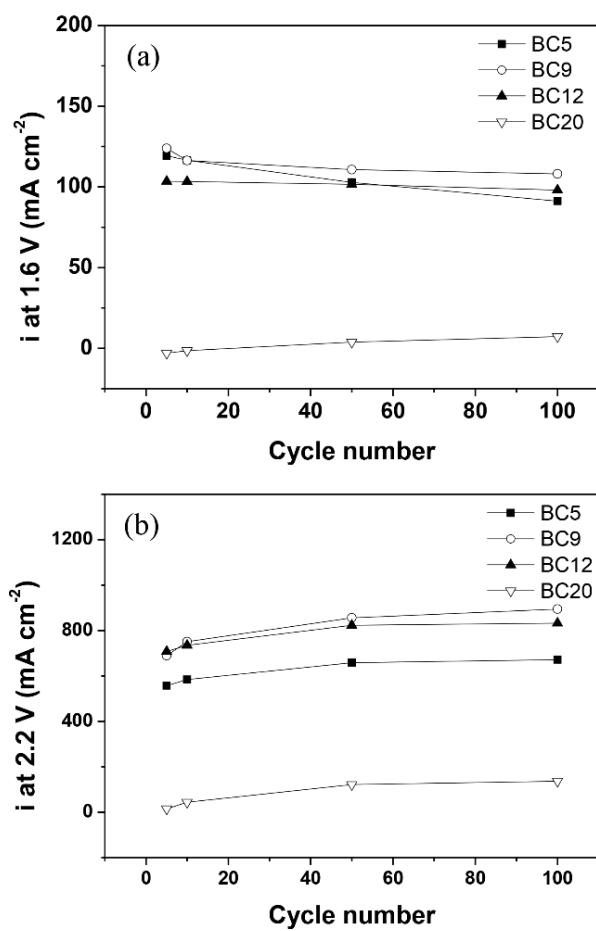 (a)
BC5
BC9
BC12
BC20
200
150
100
50
0
i at 1.6 V (mA cm⁻²)
0 20 40 60 80 100
Cycle number
(b)
BC5
BC9
BC12
BC20
1200
800
400
0
i at 2.2 V (mA cm⁻²)
0 20 40 60 80 100
Cycle number